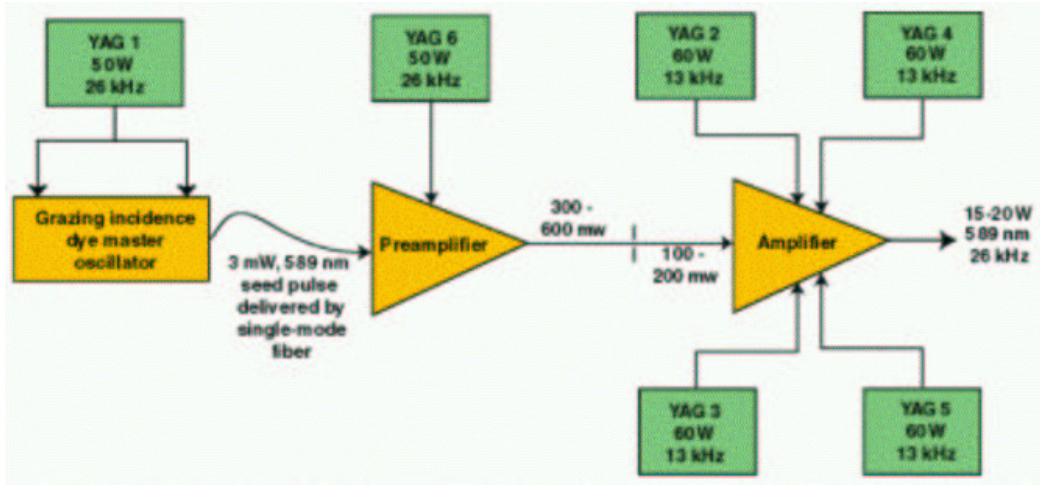 YAG 1
50W
26 kHz
YAG 6
50W
26 kHz
YAG 2
60W
13 kHz
YAG 4
60W
13 kHz
Grazing incidence
dye master
oscillator
3 mW, 589 nm
seed pulse
delivered by
single-mode
fiber
Preamplifier
300 -
600 mw
100 -
200 mw
Amplifier
15-20W
589 nm
26 kHz
YAG 3
60W
13 kHz
YAG 5
60W
13 kHz